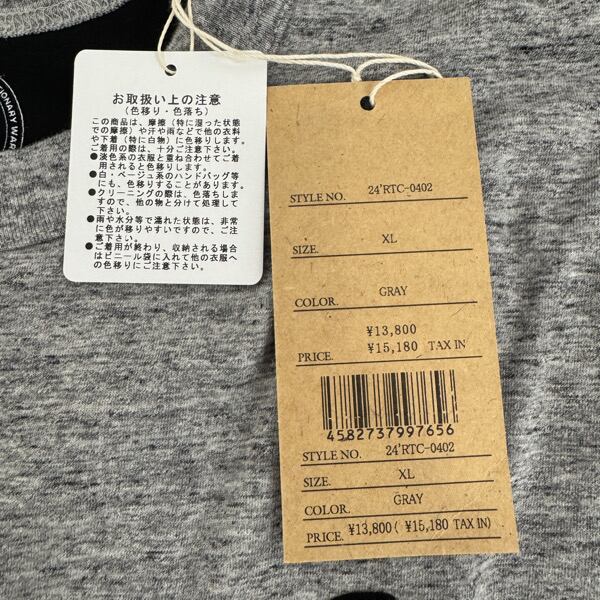 お取扱い上の注意
(色移り・色落ち)
この商品は、摩擦(特に湿った状態
での摩擦)や汗や雨などで他の衣料
や下着(特に白物)に色移りします。
ご着用の際は、十分ご注意下さい。
●淡色系の衣服と重ね合わせてご着
用されると色移りします。
●白・ベージュ系のハンドバッグ等
にも、色移りすることがあります。
●クリーニングの際は、色落ちしま
すので、他の物と分けて処理して
下さい。
●雨や水分等で濡れた状態は、非常
に色が移りやすいですので、ご注
意下さい。
●ご着用が終わり、収納される場合
はビニール袋に入れて他の衣服へ
の色移りにご注意下さい。
STYLE NO. 24'RTC-0402
SIZE. XL
COLOR. GRAY
¥13,800
PRICE. ¥15,180 TAX IN
4582737997656
STYLE NO. 24'RTC-0402
SIZE. XL
COLOR. GRAY
PRICE. ¥13,800( ¥15,180 TAX IN)